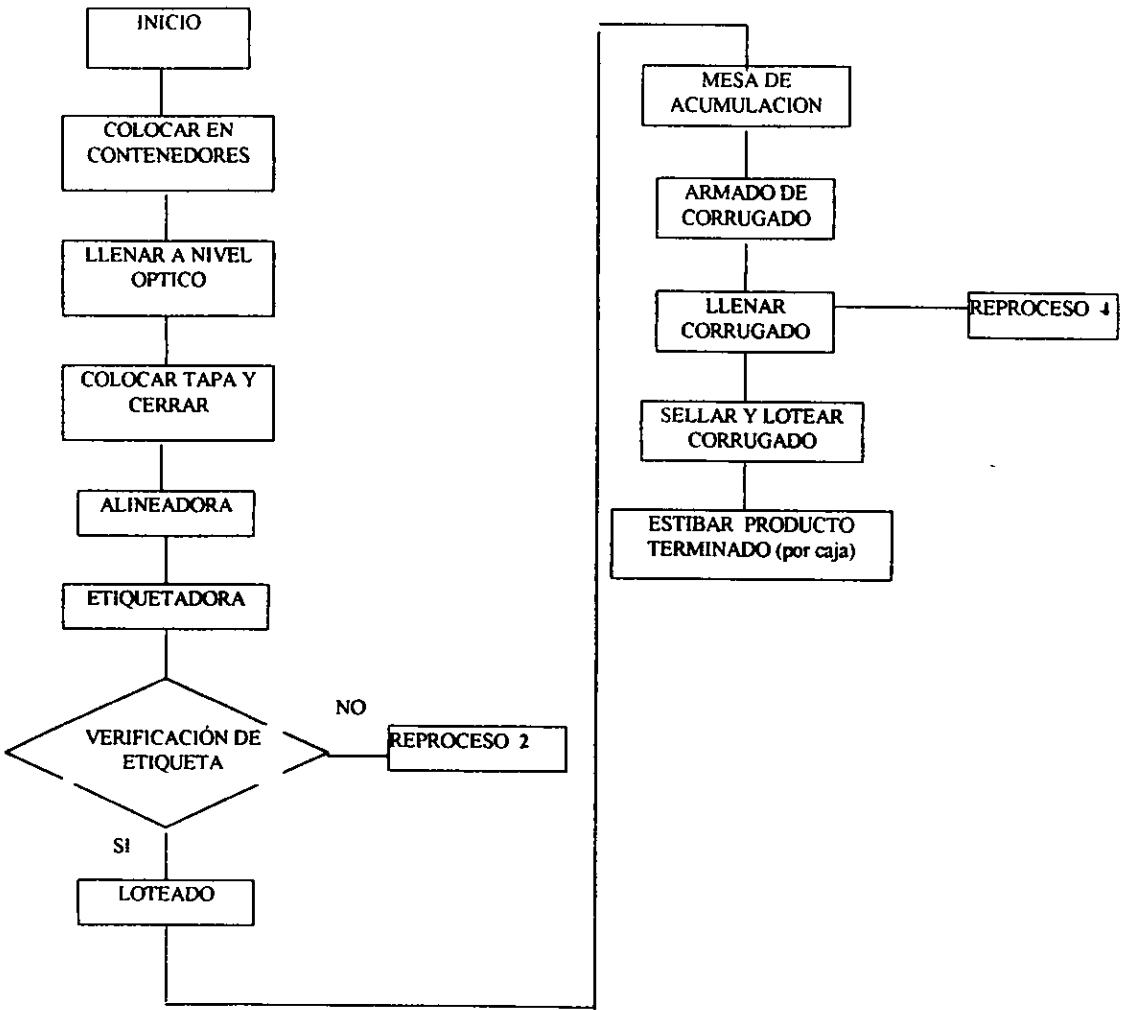 INICIO
COLOCAR EN
CONTENEDORES
LLENAR A NIVEL
OPTICO
COLOCAR TAPA Y
CERRAR
ALINEADORA
ETIQUETADORA
VERIFICACIÓN DE
ETIQUETA
NO
REPROCESO 2
SI
LOTEADO
MESA DE
ACUMULACION
ARMADO DE
CORRUGADO
LLENAR
CORRUGADO
REPROCESO
SELLAR Y LOTEAR
CORRUGADO
ESTIBAR PRODUCTO
TERMINADO (por caja)